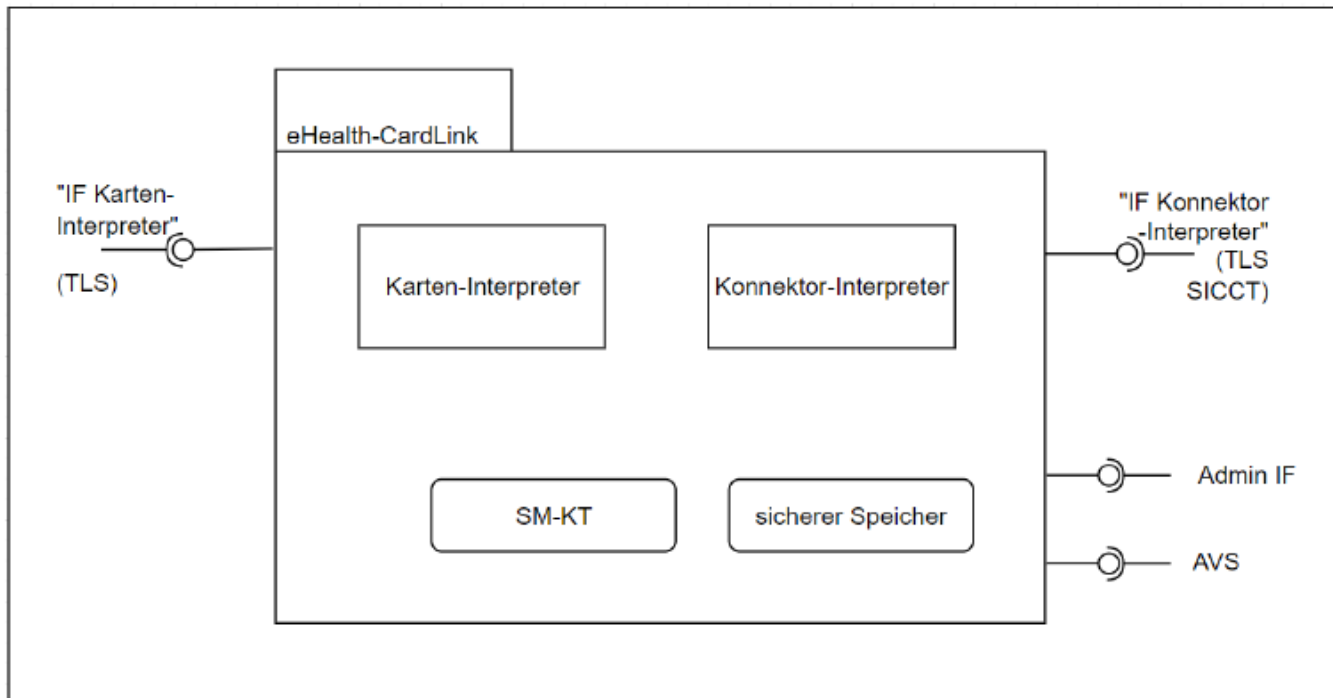 eHealth-CardLink
"IF Karten-
Interpreter"
(TLS)
Karten-Interpreter
Konnektor-Interpreter
"IF Konnektor
-Interpreter"
(TLS
SICCT)
SM-KT
sicherer Speicher
Admin IF
AVS